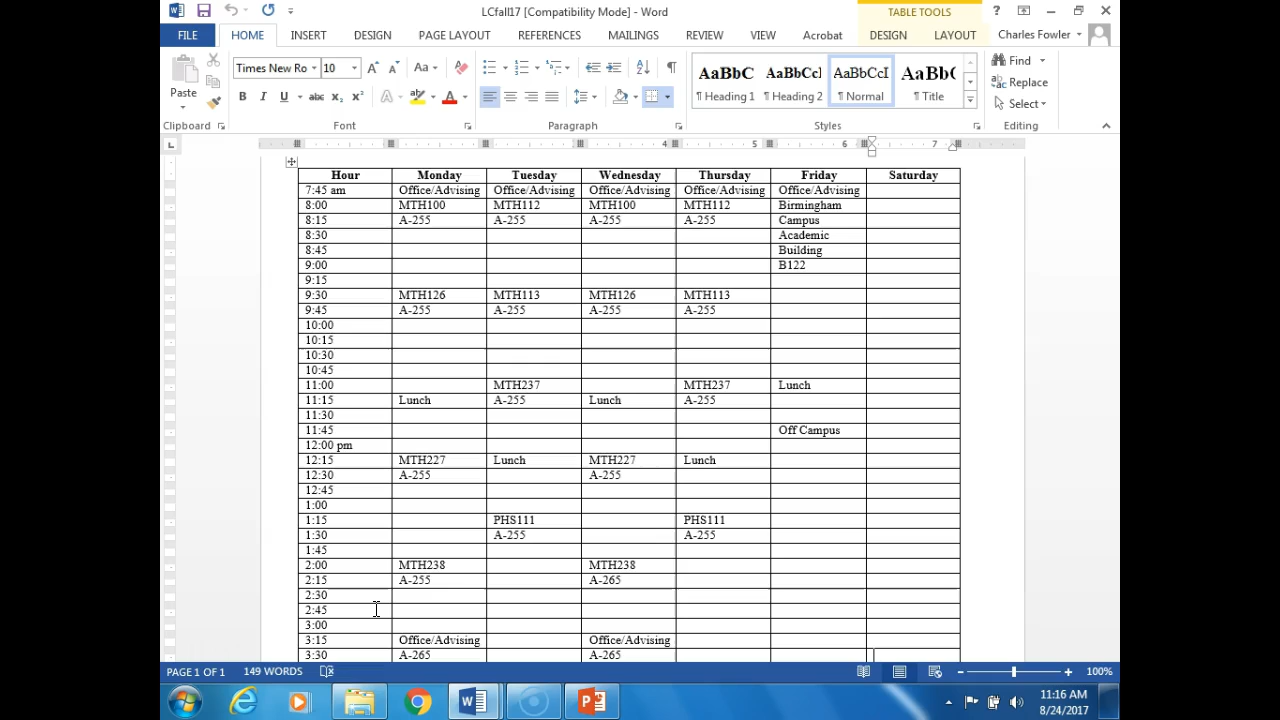 LCfall17 [Compatibility Mode] - Word
TABLE TOOLS
?
FILE HOME INSERT DESIGN PAGE LAYOUT REFERENCES MAILINGS REVIEW VIEW Acrobat DESIGN LAYOUT Charles Fowler
Paste
Times New Ro 10 A A Aa
B I U abc x₂ x² A ab A
AaBbC AaBbCcI AaBbCcI AaBb(
¶ Heading 1 ¶ Heading 2 ¶ Normal ¶ Title
Find
Replace
Select
Clipboard Font Paragraph Styles Editing
L 4 5 6 7
Hour Monday Tuesday Wednesday Thursday Friday Saturday
7:45 am Office/Advising Office/Advising Office/Advising Office/Advising Office/Advising
8:00 MTH100 MTH112 MTH100 MTH112 Birmingham
8:15 A-255 A-255 A-255 A-255 Campus
8:30 Academic
8:45 Building
9:00 B122
9:15
9:30 MTH126 MTH113 MTH126 MTH113
9:45 A-255 A-255 A-255 A-255
10:00
10:15
10:30
10:45
11:00 MTH237 MTH237 Lunch
11:15 Lunch A-255 Lunch A-255
11:30
11:45 Off Campus
12:00 pm
12:15 MTH227 Lunch MTH227 Lunch
12:30 A-255 A-255
12:45
1:00
1:15 PHS111 PHS111
1:30 A-255 A-255
1:45
2:00 MTH238 MTH238
2:15 A-255 A-265
2:30
2:45
3:00
3:15 Office/Advising Office/Advising
3:30 A-265 A-265
PAGE 1 OF 1 149 WORDS 100%
11:16 AM
8/24/2017